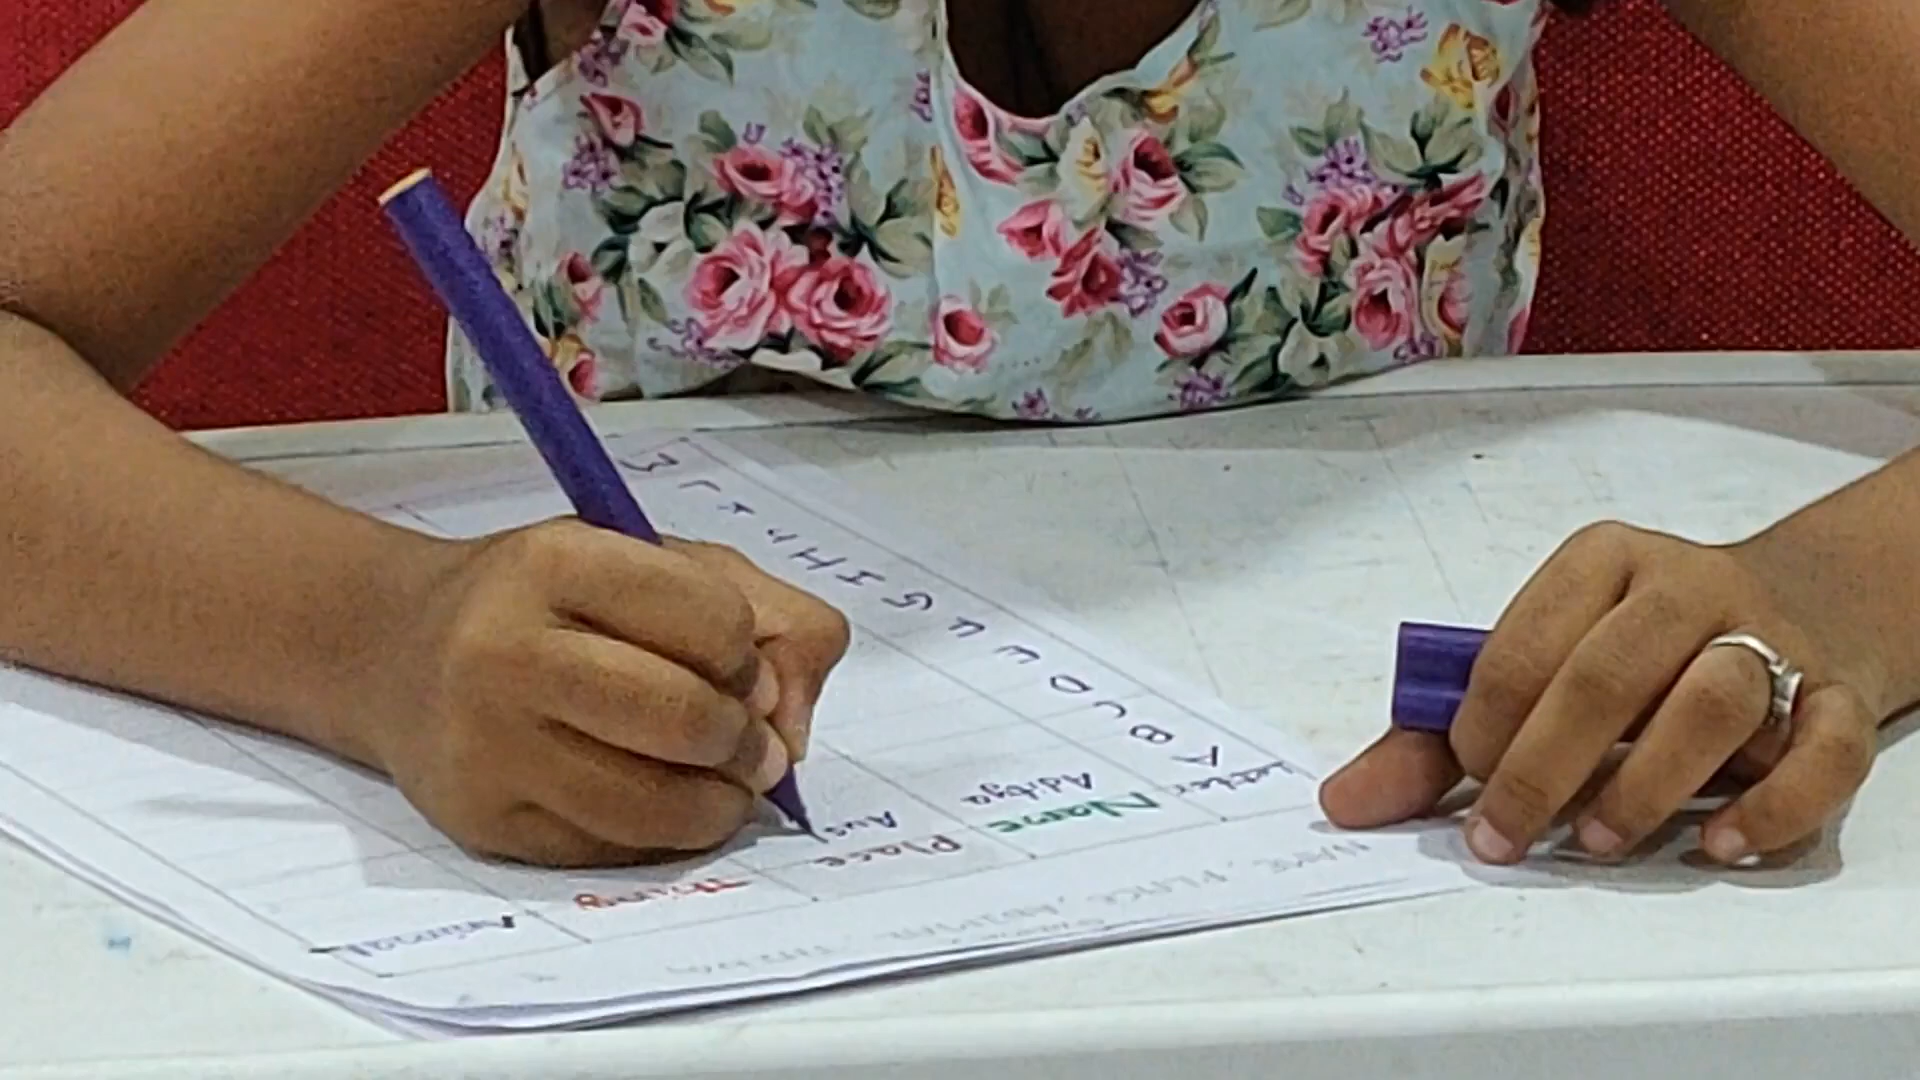 NAME, PLACE, ANIMAL, THING
Letter Name Place Thing Animal
A Aditya Aus
B
C
D
E
F
G
I
H
K
L
M